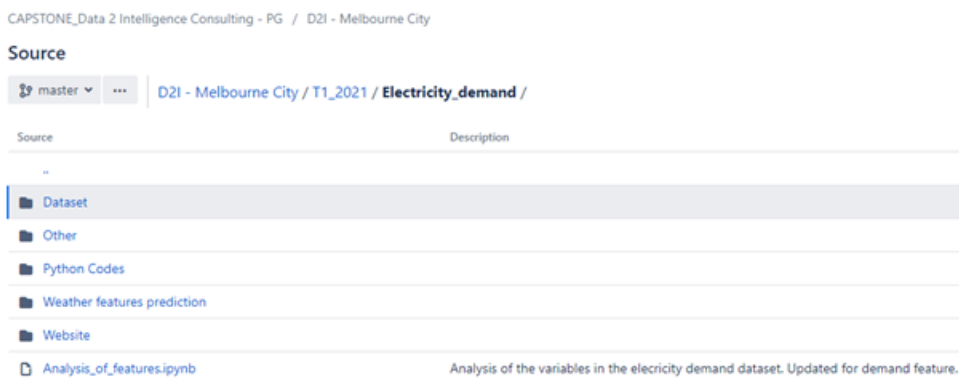 CAPSTONE_Data 2 Intelligence Consulting - PG / D2I - Melbourne City
Source
master ... D2I - Melbourne City / T1_2021 / Electricity_demand /
Source Description
..
Dataset
Other
Python Codes
Weather features prediction
Website
Analysis_of_features.ipynb Analysis of the variables in the elecricity demand dataset. Updated for demand feature.